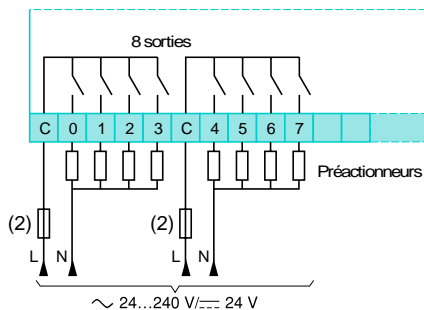 8 sorties
C 0 1 2 3 C 4 5 6 7
Préactionneurs
(2) (2)
L N L N
∼ 24...240 V/⎓ 24 V